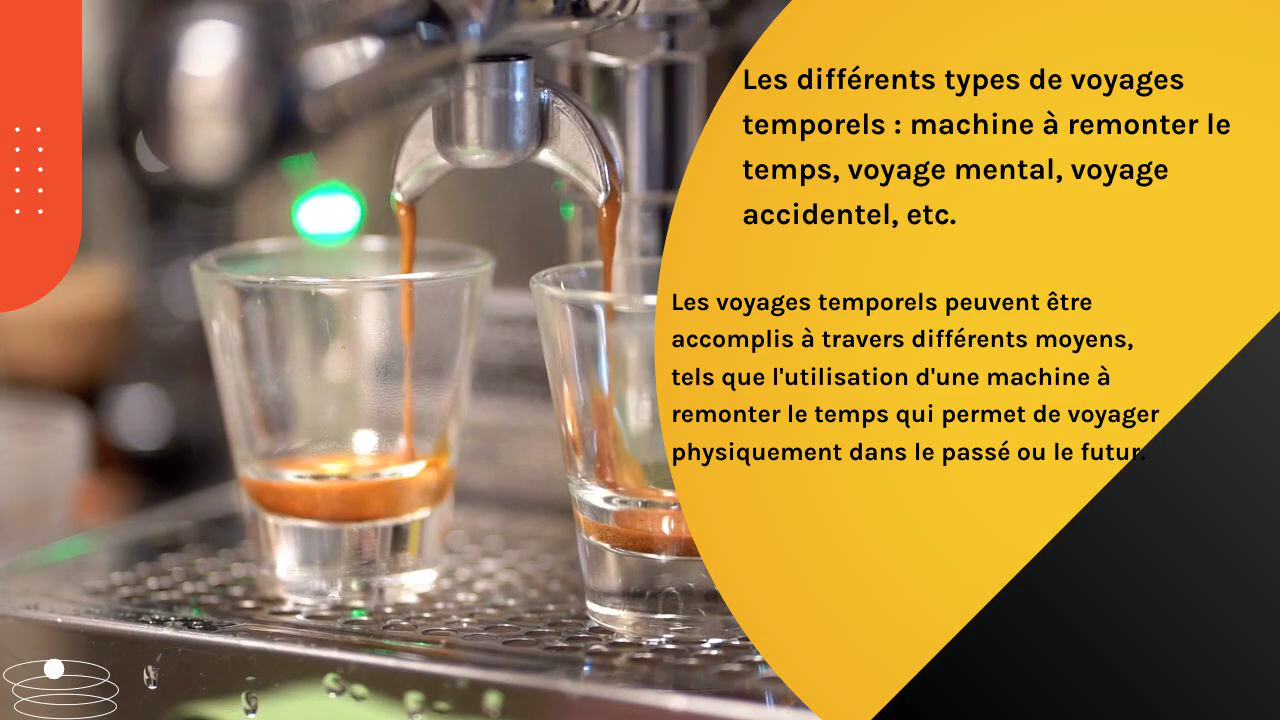 Les différents types de voyages
temporels : machine à remonter le
temps, voyage mental, voyage
accidentel, etc.
Les voyages temporels peuvent être
accomplis à travers différents moyens,
tels que l'utilisation d'une machine à
remonter le temps qui permet de voyager
physiquement dans le passé ou le futur.